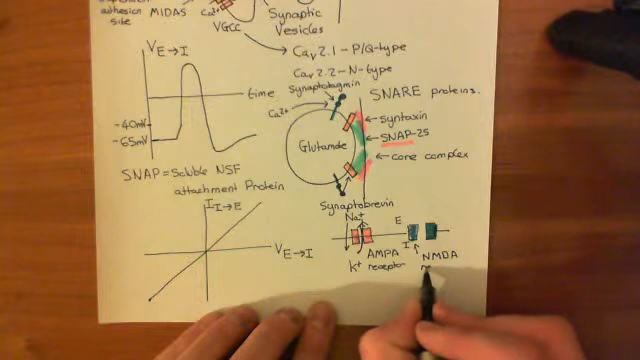 adhesion MIDAS Ca²⁺
site
VGCC
Synaptic
Vesicles
Cav2.1 - P/Q-type
Cav2.2 - N-type
VE→I
time
-40mV
-65mV
Synaptotagmin
SNARE proteins.
Ca²⁺
syntaxin
Glutamate
SNAP-25
core complex
SNAP = Soluble NSF
attachment Protein
Synaptobrevin
II→E
VE→I
Na⁺
E
I
K⁺
AMPA
receptor
NMDA